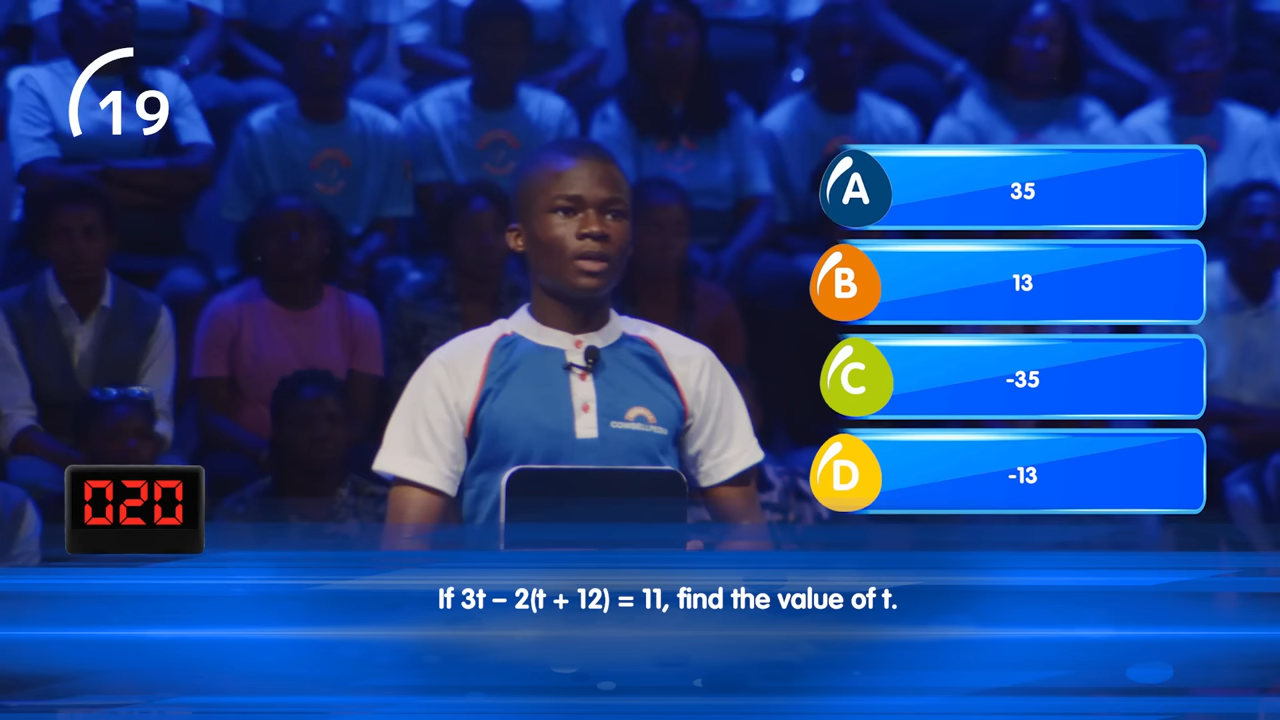 19
A 35
B 13
C -35
D -13
020
If 3t – 2(t + 12) = 11, find the value of t.